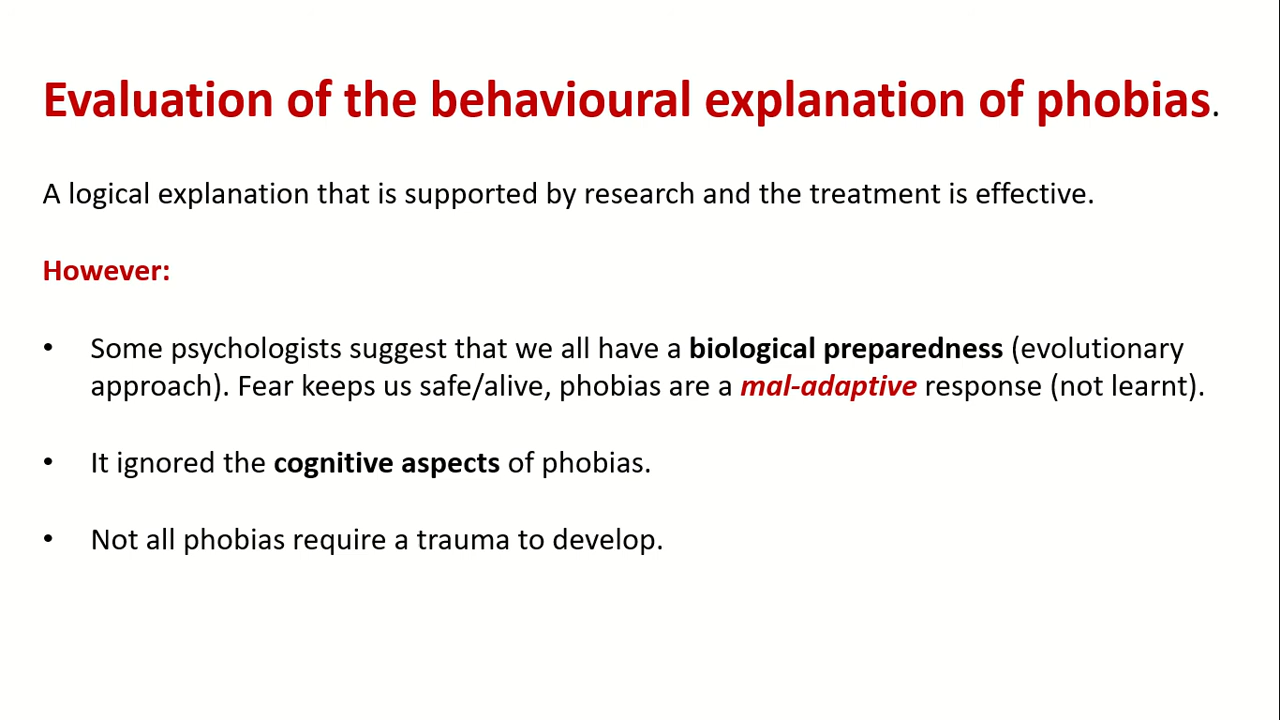 Evaluation of the behavioural explanation of phobias.
A logical explanation that is supported by research and the treatment is effective.
However:
• Some psychologists suggest that we all have a biological preparedness (evolutionary
approach). Fear keeps us safe/alive, phobias are a mal-adaptive response (not learnt).
• It ignored the cognitive aspects of phobias.
• Not all phobias require a trauma to develop.